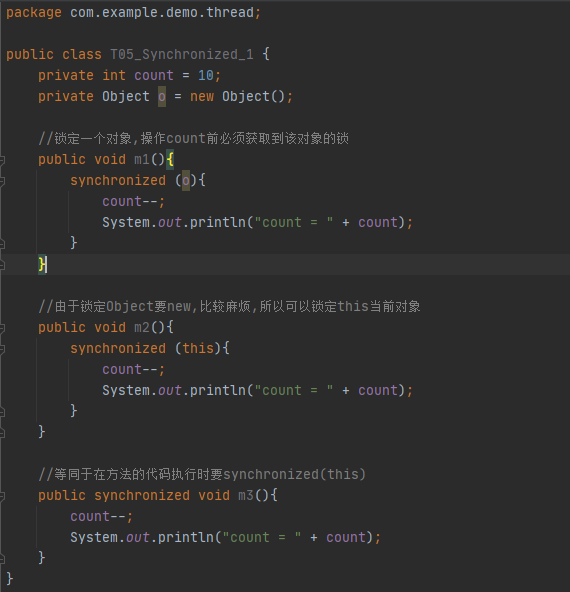 package com.example.demo.thread;
public class T05_Synchronized_1 {
private int count = 10;
private Object o = new Object();
//锁定一个对象,操作count前必须获取到该对象的锁
public void m1(){
synchronized (o){
count--;
System.out.println("count = " + count);
}
}
//由于锁定Object要new,比较麻烦,所以可以锁定this当前对象
public void m2(){
synchronized (this){
count--;
System.out.println("count = " + count);
}
}
//等同于在方法的代码执行时要synchronized(this)
public synchronized void m3(){
count--;
System.out.println("count = " + count);
}
}